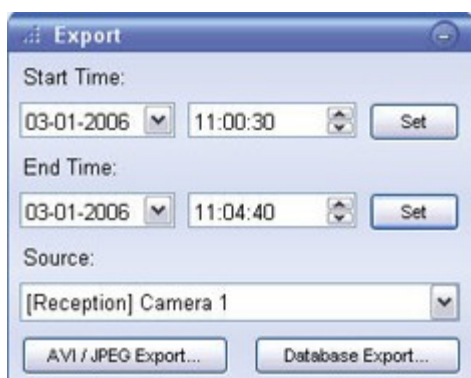 Export
Start Time:
03-01-2006 11:00:30 Set
End Time:
03-01-2006 11:04:40 Set
Source:
[Reception] Camera 1
AVI / JPEG Export... Database Export...